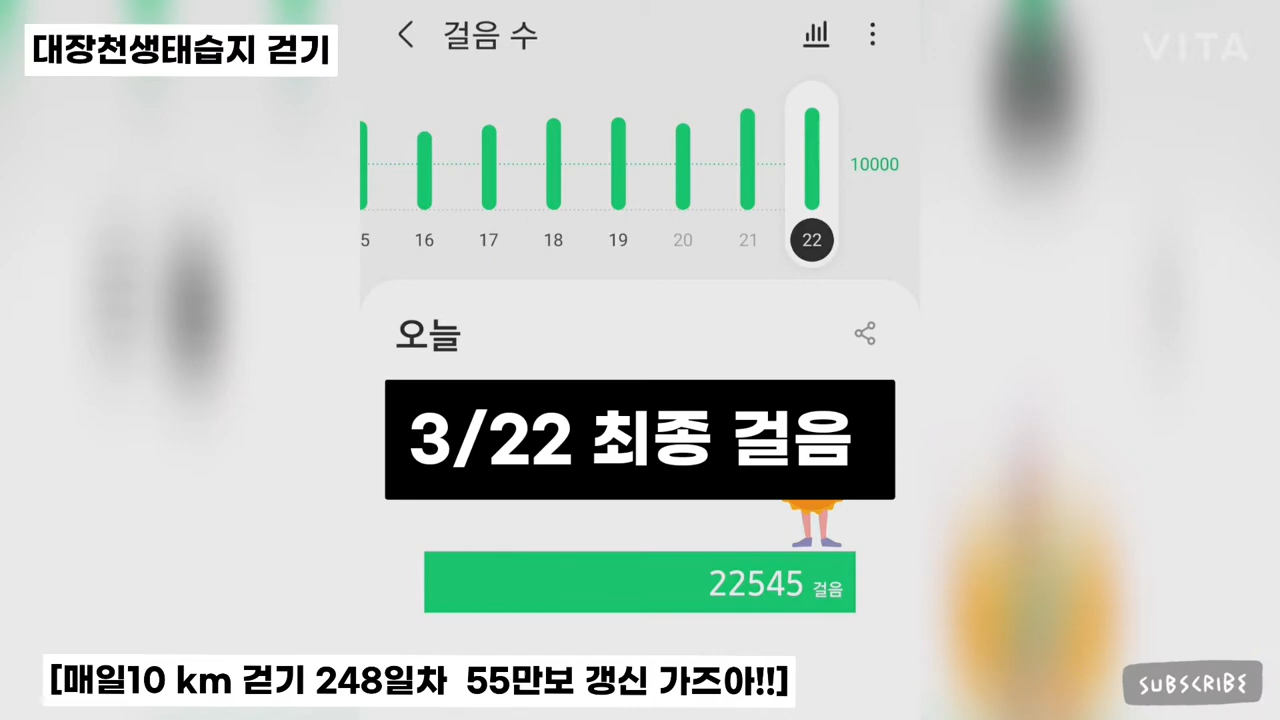 대장천생태습지 걷기
걸음 수
VITA
10000
5 16 17 18 19 20 21 22
오늘
3/22 최종 걸음
22545 걸음
[매일10 km 걷기 248일차 55만보 갱신 가즈아!!]
SUBSCRIBE